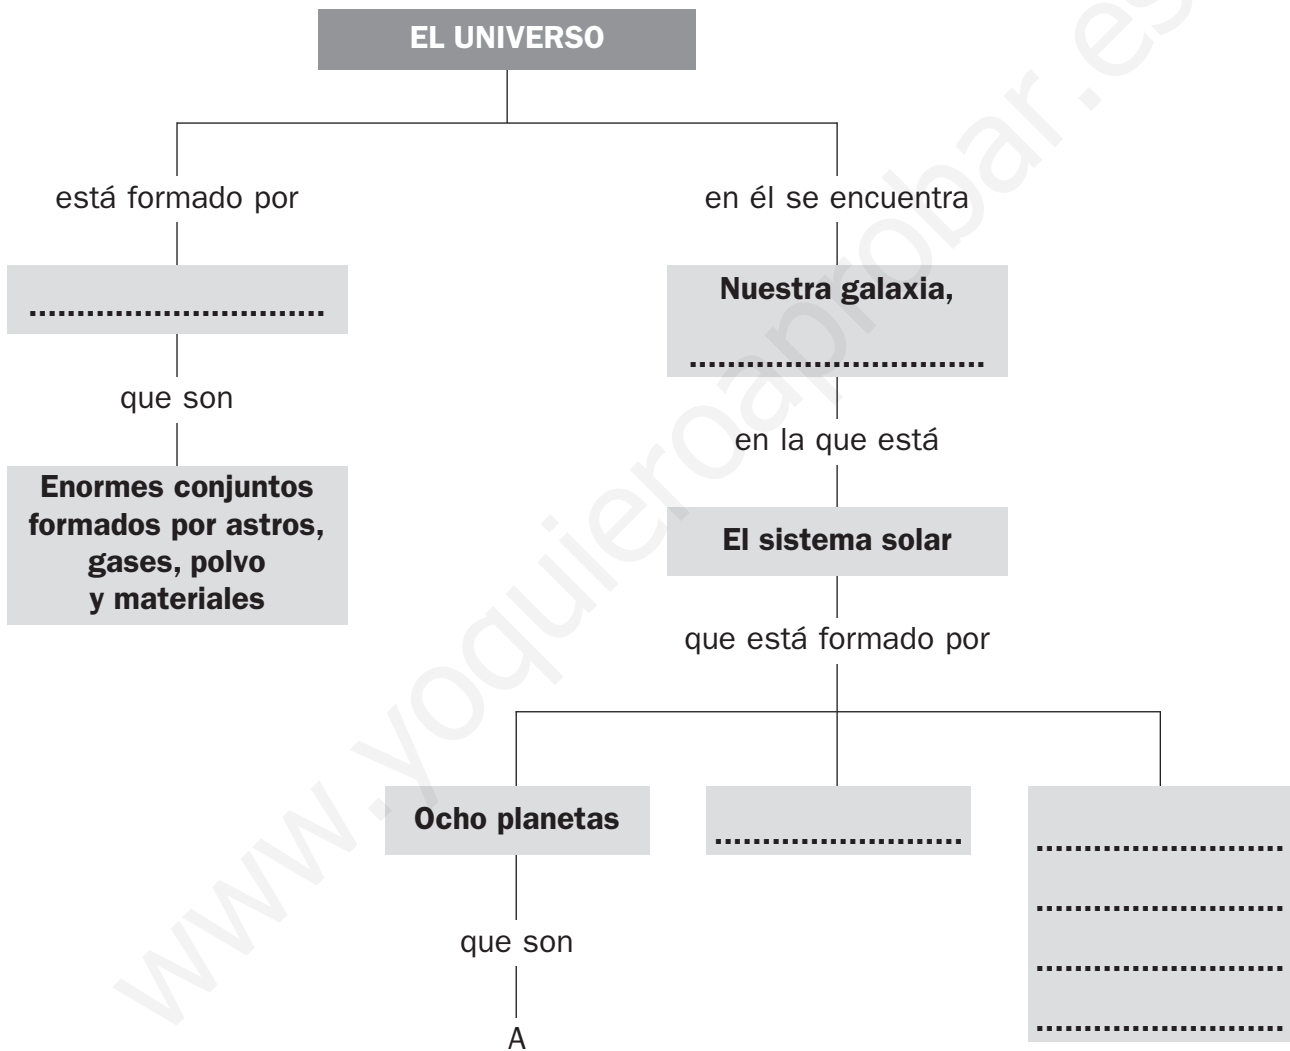 EL UNIVERSO
está formado por
en él se encuentra
..............................
Nuestra galaxia,
..............................
que son
en la que está
Enormes conjuntos
formados por astros,
gases, polvo
y materiales
El sistema solar
que está formado por
Ocho planetas
.........................
.........................
.........................
.........................
.........................
que son
A
www.yoquieroaprobar.es